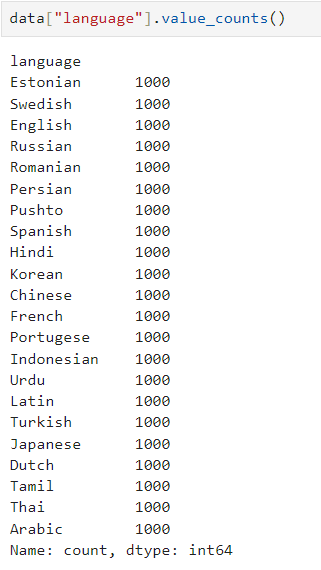 data["language"].value_counts()
language
Estonian 1000
Swedish 1000
English 1000
Russian 1000
Romanian 1000
Persian 1000
Pushto 1000
Spanish 1000
Hindi 1000
Korean 1000
Chinese 1000
French 1000
Portugese 1000
Indonesian 1000
Urdu 1000
Latin 1000
Turkish 1000
Japanese 1000
Dutch 1000
Tamil 1000
Thai 1000
Arabic 1000
Name: count, dtype: int64